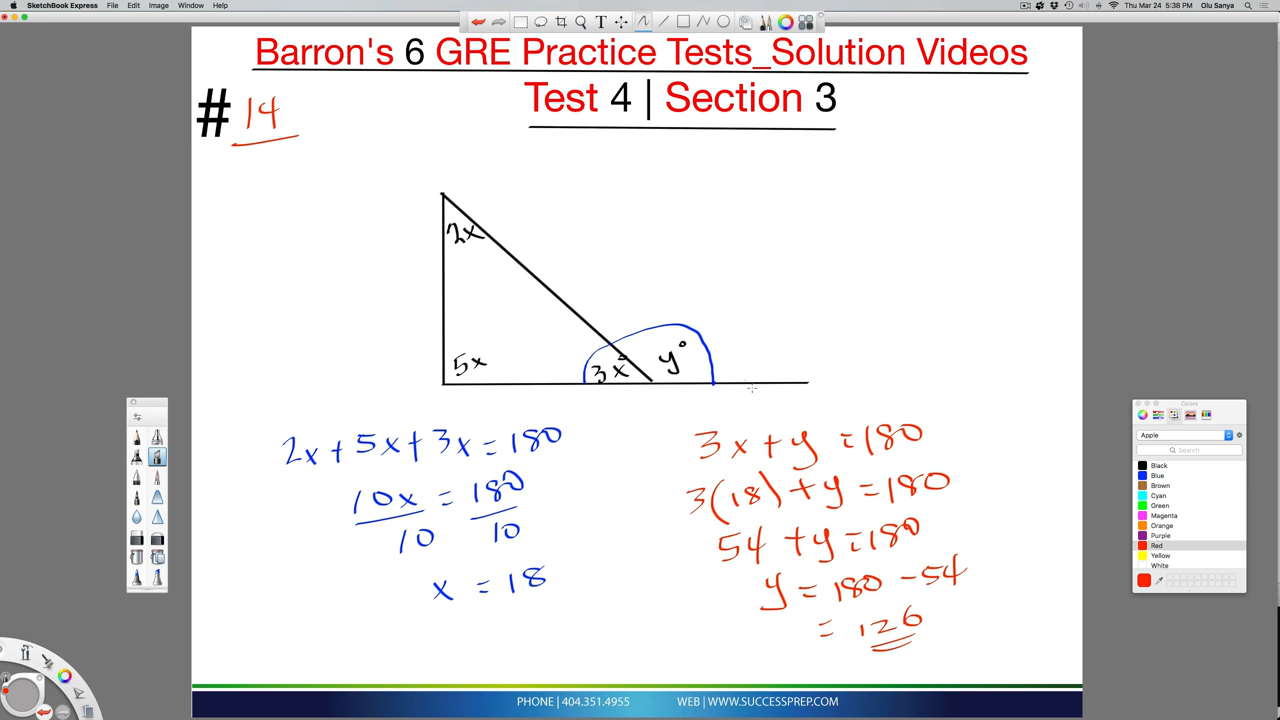 SketchBook Express File Edit Image Window Help
Thu Mar 24 5:38 PM Olu Sanya
Barron's 6 GRE Practice Tests_Solution Videos
Test 4 | Section 3
# 14
2x
5x
3x°
y°
2x + 5x + 3x = 180
10x = 180
10 10
x = 18
3x + y = 180
3(18) + y = 180
54 + y = 180
y = 180 - 54
= 126
Colors
Apple
Search
Black
Blue
Brown
Cyan
Green
Magenta
Orange
Purple
Red
Yellow
White
PHONE | 404.351.4955 WEB | WWW.SUCCESSPREP.COM